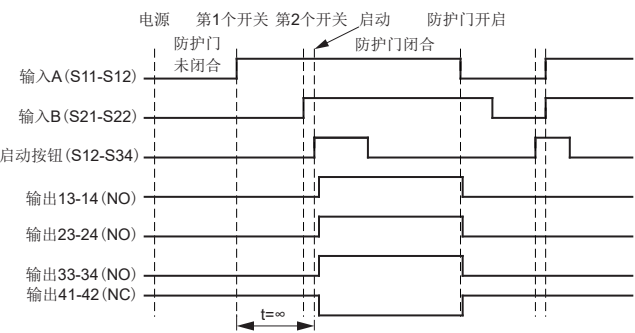 电源 第1个开关 第2个开关 启动 防护门开启
防护门
未闭合
防护门闭合
输入A(S11-S12)
输入B(S21-S22)
启动按钮(S12-S34)
输出13-14(NO)
输出23-24(NO)
输出33-34(NO)
输出41-42(NC)
t=∞